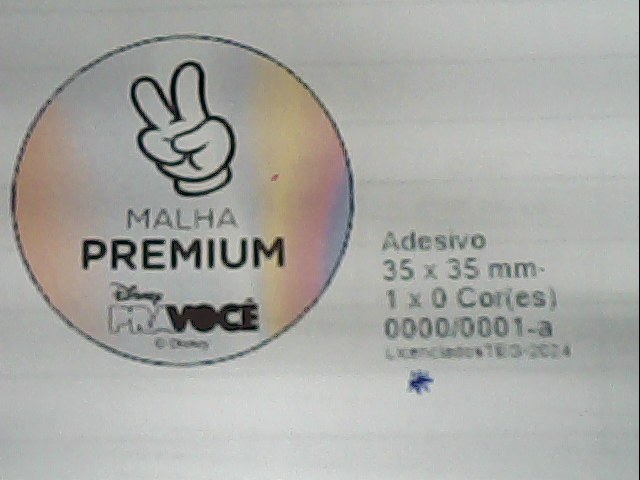 MALHA
PREMIUM
Disney
PRA VOCÊ
© Disney
Adesivo
35 x 35 mm-
1 x 0 Cor(es)
0000/0001-a